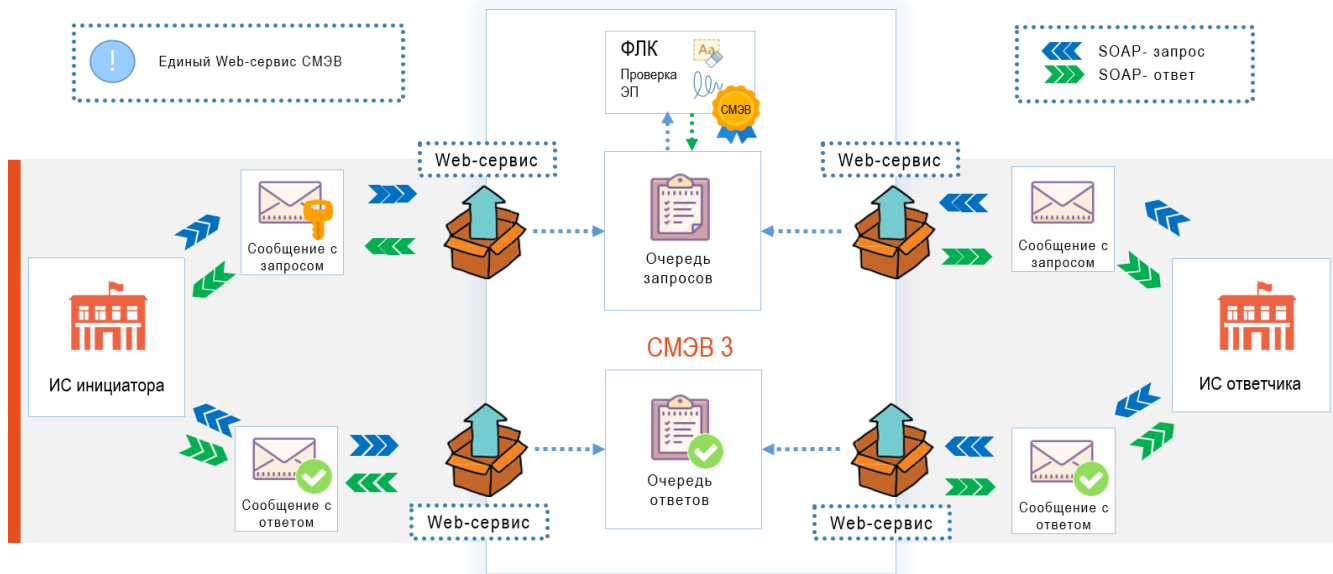 Единый Web-сервис СМЭВ
ФЛК
Проверка
ЭП
Aa
СМЭВ
SOAP- запрос
SOAP- ответ
Web-сервис
Web-сервис
Сообщение с
запросом
Очередь
запросов
Сообщение с
запросом
ИС инициатора
СМЭВ 3
ИС ответчика
Сообщение с
ответом
Очередь
ответов
Сообщение с
ответом
Web-сервис
Web-сервис